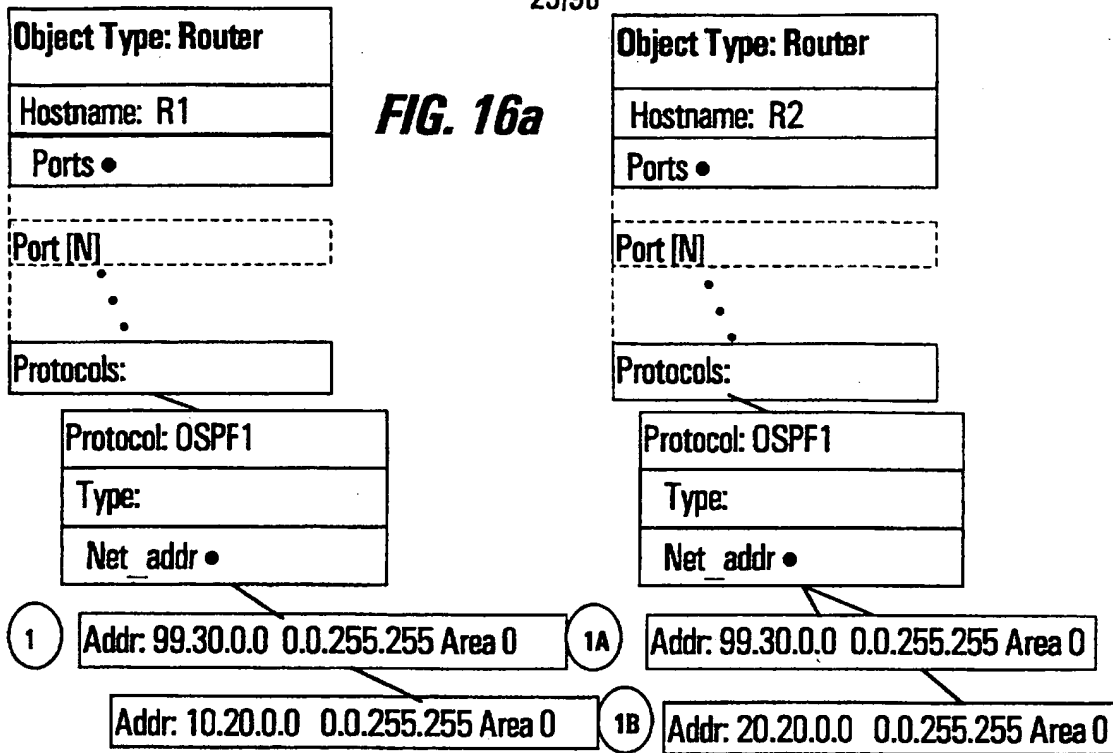 Object Type: Router
Hostname: R1
Ports
Port [N]
Protocols:
Protocol: OSPF1
Type:
Net_addr
1
Addr: 99.30.0.0 0.0.255.255 Area 0
Addr: 10.20.0.0 0.0.255.255 Area 0
FIG. 16a
Object Type: Router
Hostname: R2
Ports
Port [N]
Protocols:
Protocol: OSPF1
Type:
Net_addr
1A
Addr: 99.30.0.0 0.0.255.255 Area 0
1B
Addr: 20.20.0.0 0.0.255.255 Area 0